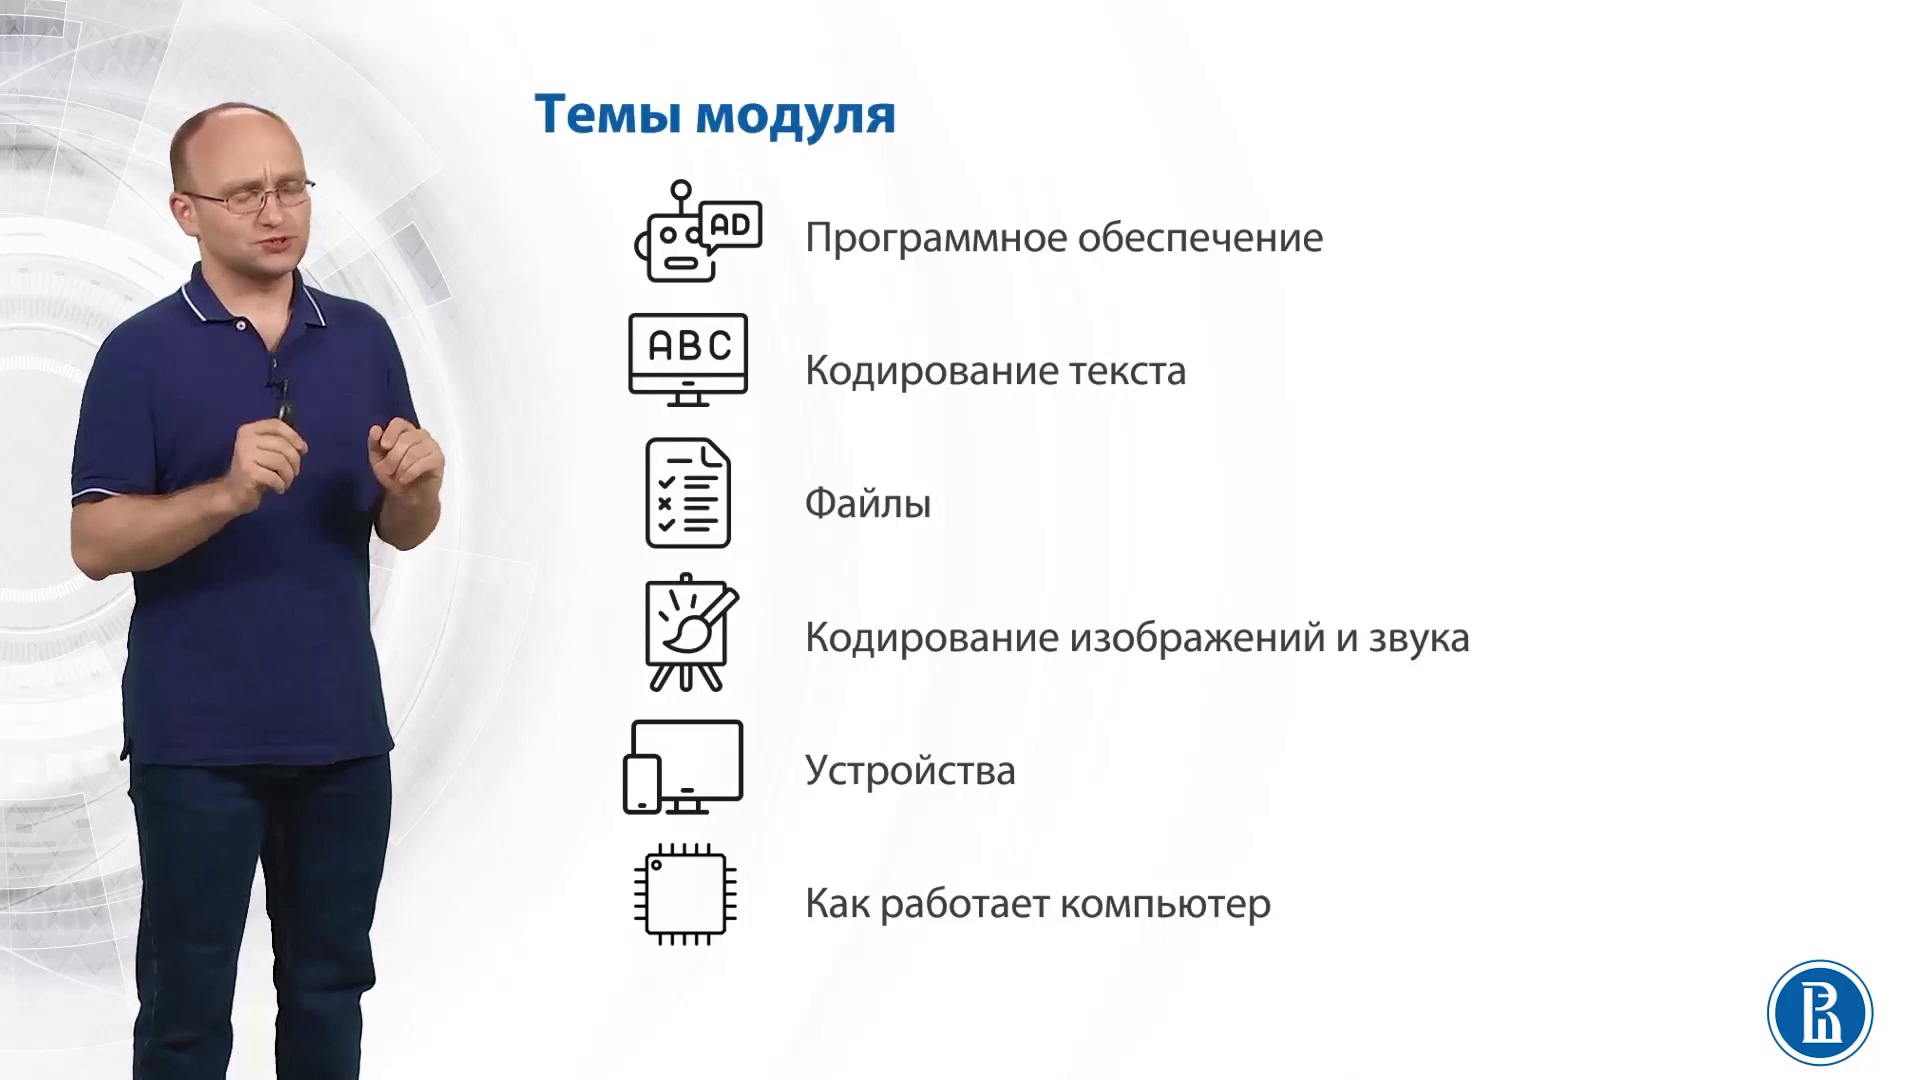 Темы модуля
AD
Программное обеспечение
ABC
Кодирование текста
Файлы
Кодирование изображений и звука
Устройства
Как работает компьютер